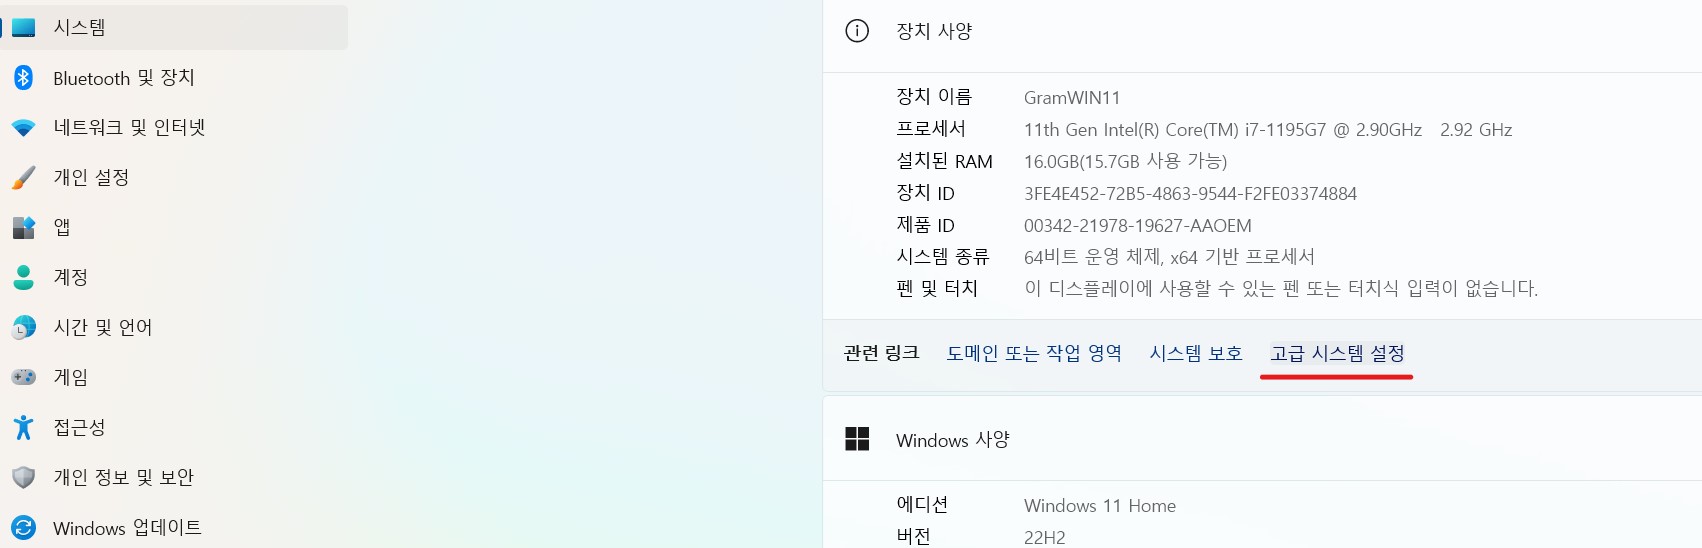 시스템
Bluetooth 및 장치
네트워크 및 인터넷
개인 설정
앱
계정
시간 및 언어
게임
접근성
개인 정보 및 보안
Windows 업데이트
장치 사양
장치 이름 GramWIN11
프로세서 11th Gen Intel(R) Core(TM) i7-1195G7 @ 2.90GHz 2.92 GHz
설치된 RAM 16.0GB(15.7GB 사용 가능)
장치 ID 3FE4E452-72B5-4863-9544-F2FE03374884
제품 ID 00342-21978-19627-AAOEM
시스템 종류 64비트 운영 체제, x64 기반 프로세서
펜 및 터치 이 디스플레이에 사용할 수 있는 펜 또는 터치식 입력이 없습니다.
관련 링크 도메인 또는 작업 영역 시스템 보호 고급 시스템 설정
Windows 사양
에디션 Windows 11 Home
버전 22H2